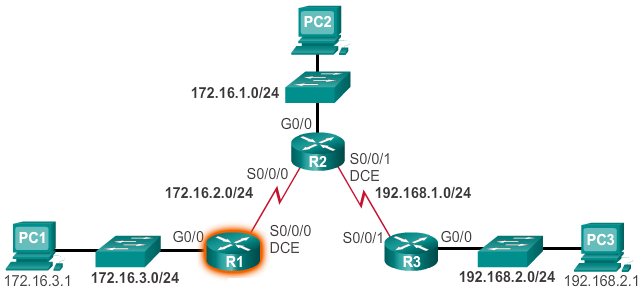 PC2
172.16.1.0/24
G0/0
R2
S0/0/0
S0/0/1
DCE
172.16.2.0/24
192.168.1.0/24
PC1
G0/0
S0/0/0
DCE
R1
S0/0/1
R3
G0/0
PC3
172.16.3.1
172.16.3.0/24
192.168.2.0/24
192.168.2.1